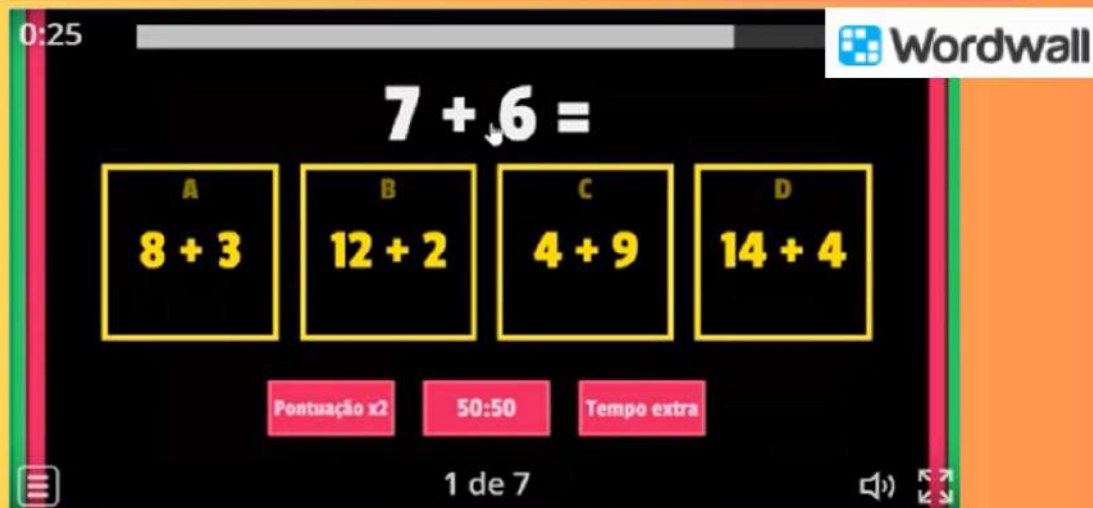 0:25
Wordwall
7 + 6 =
A
8 + 3
B
12 + 2
C
4 + 9
D
14 + 4
Pontuação x2
50:50
Tempo extra
1 de 7